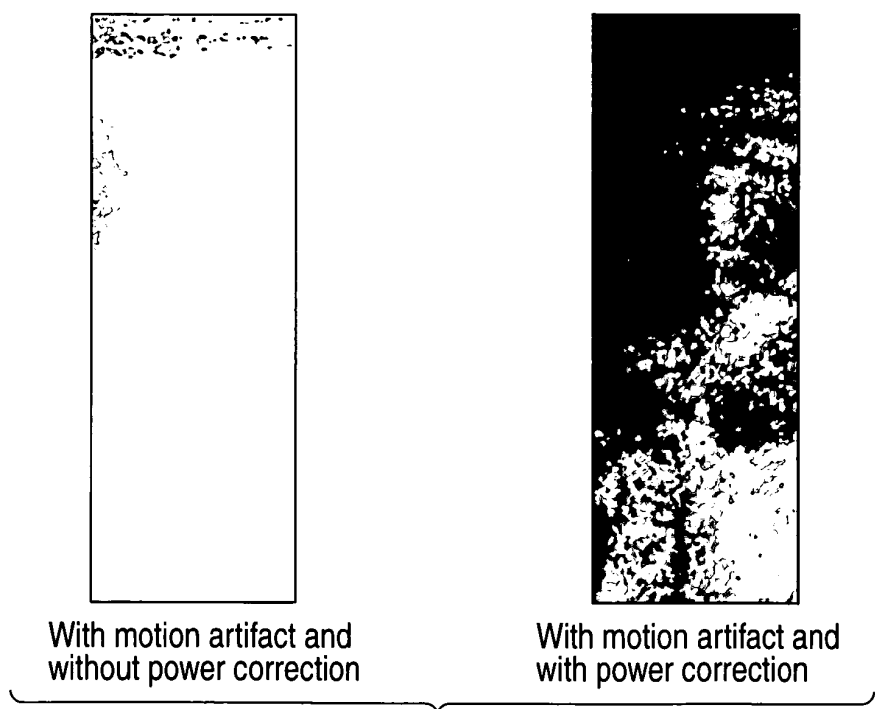 With motion artifact and
without power correction
With motion artifact and
with power correction